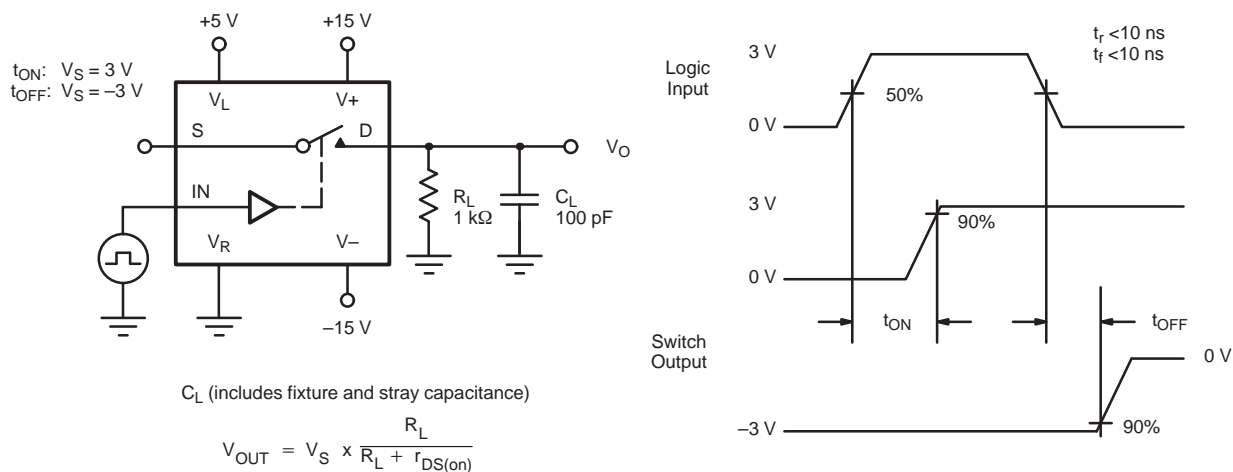 +5 V
+15 V
tON: VS = 3 V
tOFF: VS = –3 V
VL
V+
S
D
VO
IN
RL
1 kΩ
CL
100 pF
VR
V–
–15 V
CL (includes fixture and stray capacitance)
VOUT = VS x RL / RL + rDS(on)
tr <10 ns
tf <10 ns
3 V
Logic
Input
50%
0 V
3 V
90%
0 V
tON
tOFF
Switch
Output
0 V
–3 V
90%